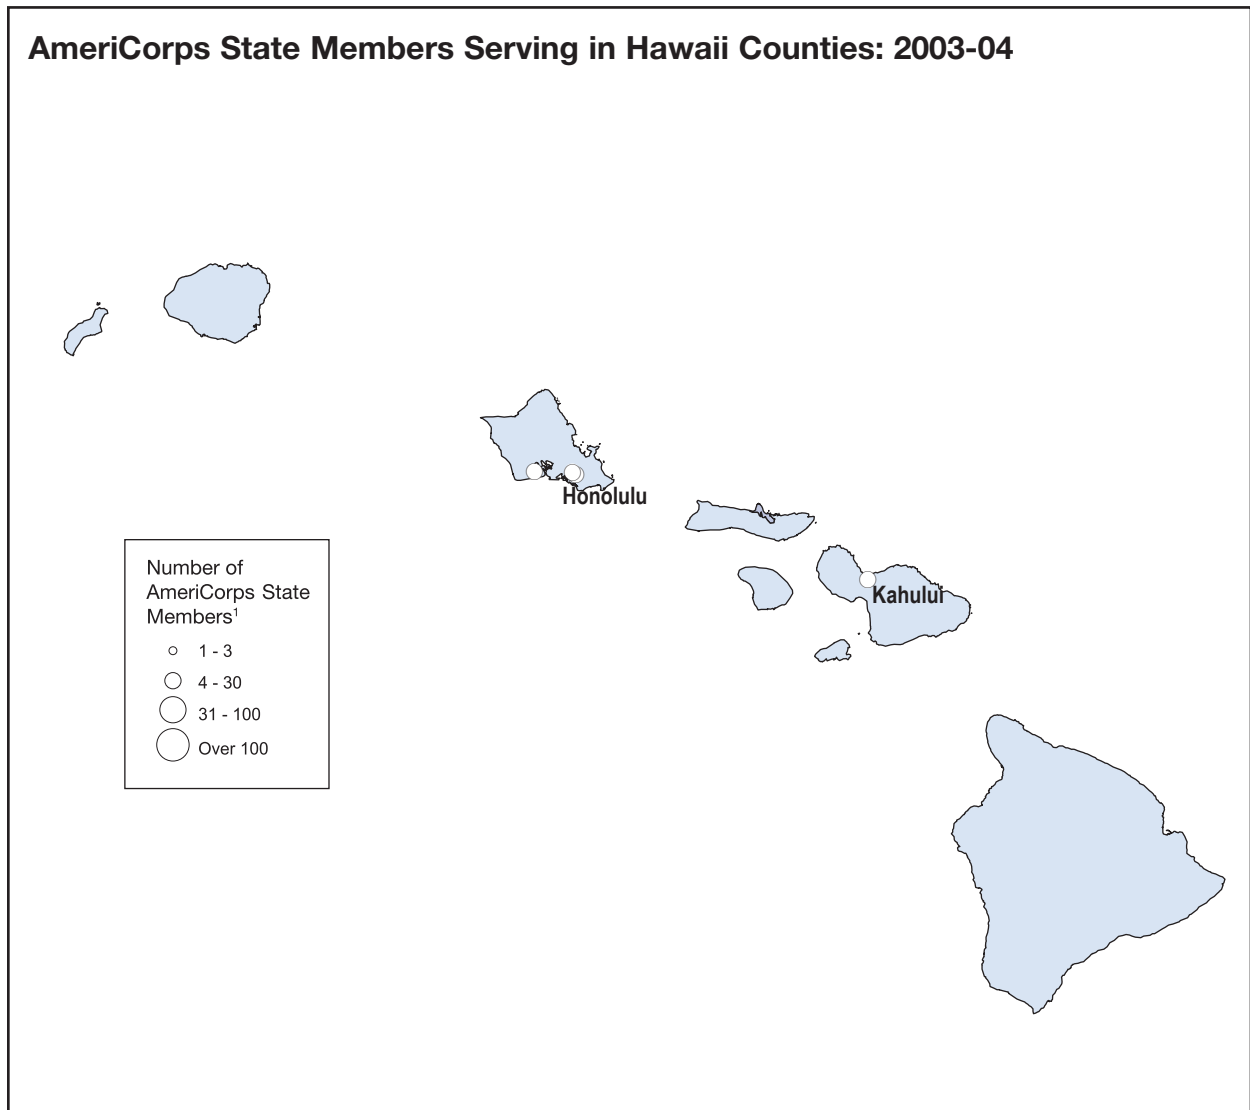 AmeriCorps State Members Serving in Hawaii Counties: 2003-04
Honolulu
Kahului
Number of
AmeriCorps State
Members¹
1 - 3
4 - 30
31 - 100
Over 100